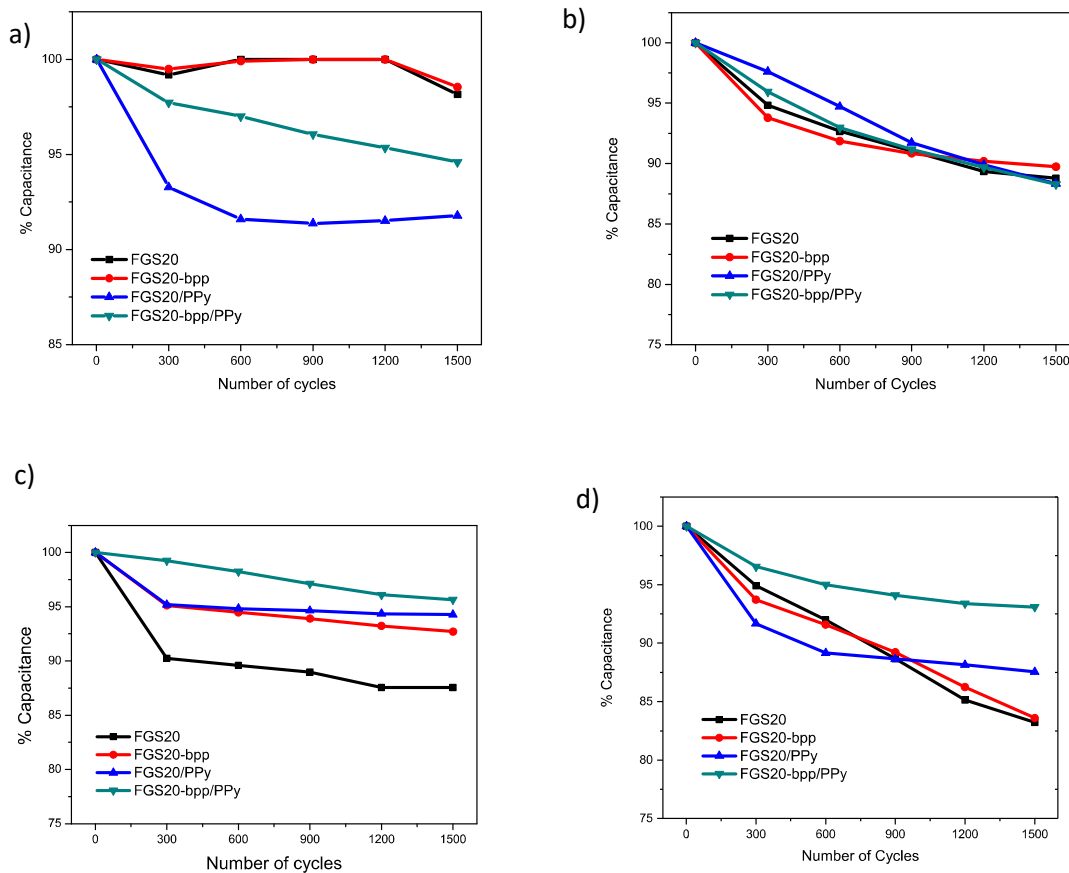 a)
100
95
90
85
% Capacitance
FGS20
FGS20-bpp
FGS20/PPy
FGS20-bpp/PPy
0 300 600 900 1200 1500
Number of cycles
b)
100
95
90
85
80
75
% Capacitance
FGS20
FGS20-bpp
FGS20/PPy
FGS20-bpp/PPy
0 300 600 900 1200 1500
Number of Cycles
c)
100
95
90
85
80
75
% Capacitance
FGS20
FGS20-bpp
FGS20/PPy
FGS20-bpp/PPy
0 300 600 900 1200 1500
Number of cycles
d)
100
95
90
85
80
75
% Capacitance
FGS20
FGS20-bpp
FGS20/PPy
FGS20-bpp/PPy
0 300 600 900 1200 1500
Number of Cycles